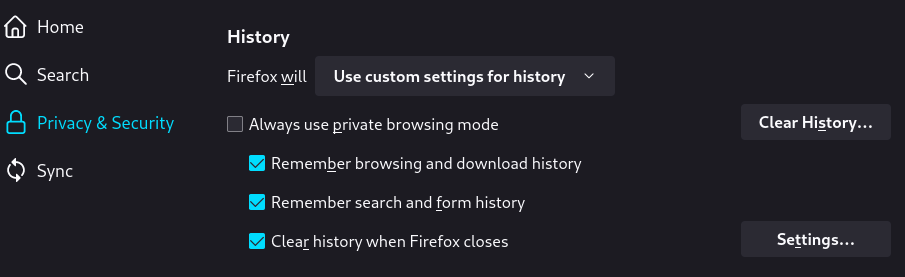 Home
Search
Privacy & Security
Sync
History
Firefox will Use custom settings for history
Always use private browsing mode
Clear History...
Remember browsing and download history
Remember search and form history
Clear history when Firefox closes
Settings...